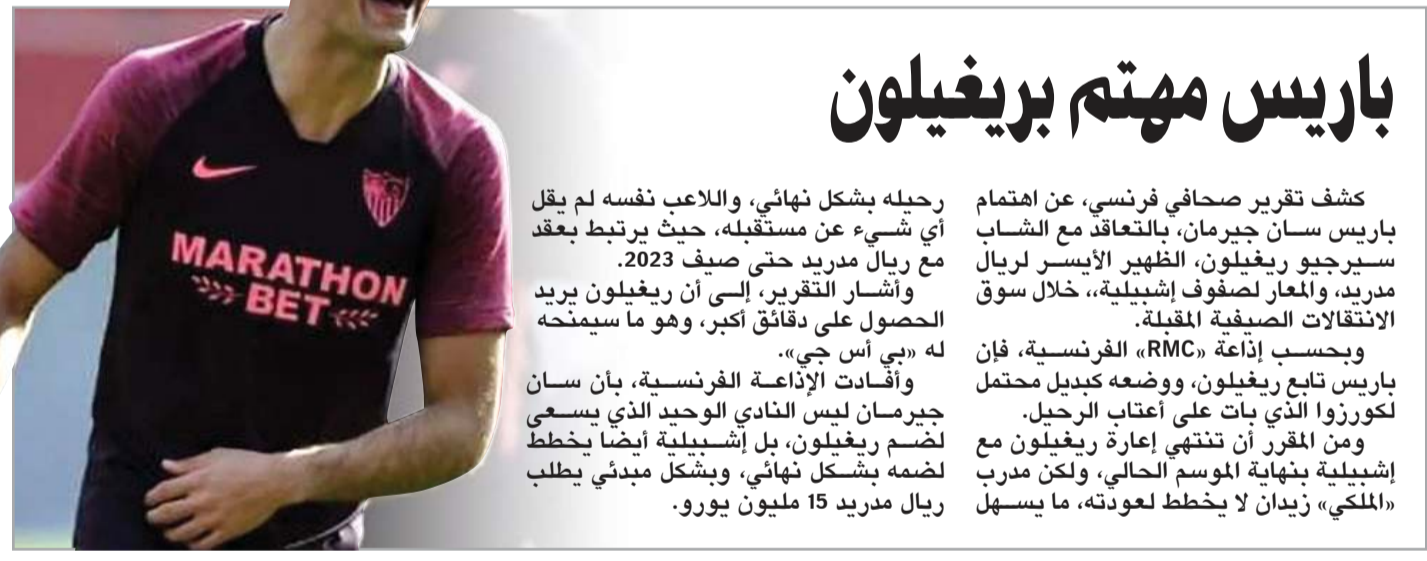 باريس مهتم بريغيلون
كشف تقرير صحافي فرنسي، عن اهتمام
باريس سان جيرمان، بالتعاقد مع الشاب
سيرجيو ريغيلون، الظهير الأيسر لريال
مدريد، والمعار لصفوف إشبيلية،، خلال سوق
الانتقالات الصيفية المقبلة.
وبحسب إذاعة «RMC» الفرنسية، فإن
باريس تابع ريغيلون، ووضعه كبديل محتمل
لكورزوا الذي بات على أعتاب الرحيل.
ومن المقرر أن تنتهي إعارة ريغيلون مع
إشبيلية بنهاية الموسم الحالي، ولكن مدرب
«الملكي» زيدان لا يخطط لعودته، ما يسهل
رحيله بشكل نهائي، واللاعب نفسه لم يقل
أي شيء عن مستقبله، حيث يرتبط بعقد
مع ريال مدريد حتى صيف 2023.
وأشار التقرير، إلى أن ريغيلون يريد
الحصول على دقائق أكبر، وهو ما سيمنحه
له «بي أس جي».
وأفادت الإذاعة الفرنسية، بأن سان
جيرمان ليس النادي الوحيد الذي يسعى
لضم ريغيلون، بل إشبيلية أيضا يخطط
لضمه بشكل نهائي، وبشكل مبدئي يطلب
ريال مدريد 15 مليون يورو.
MARATHON
BET